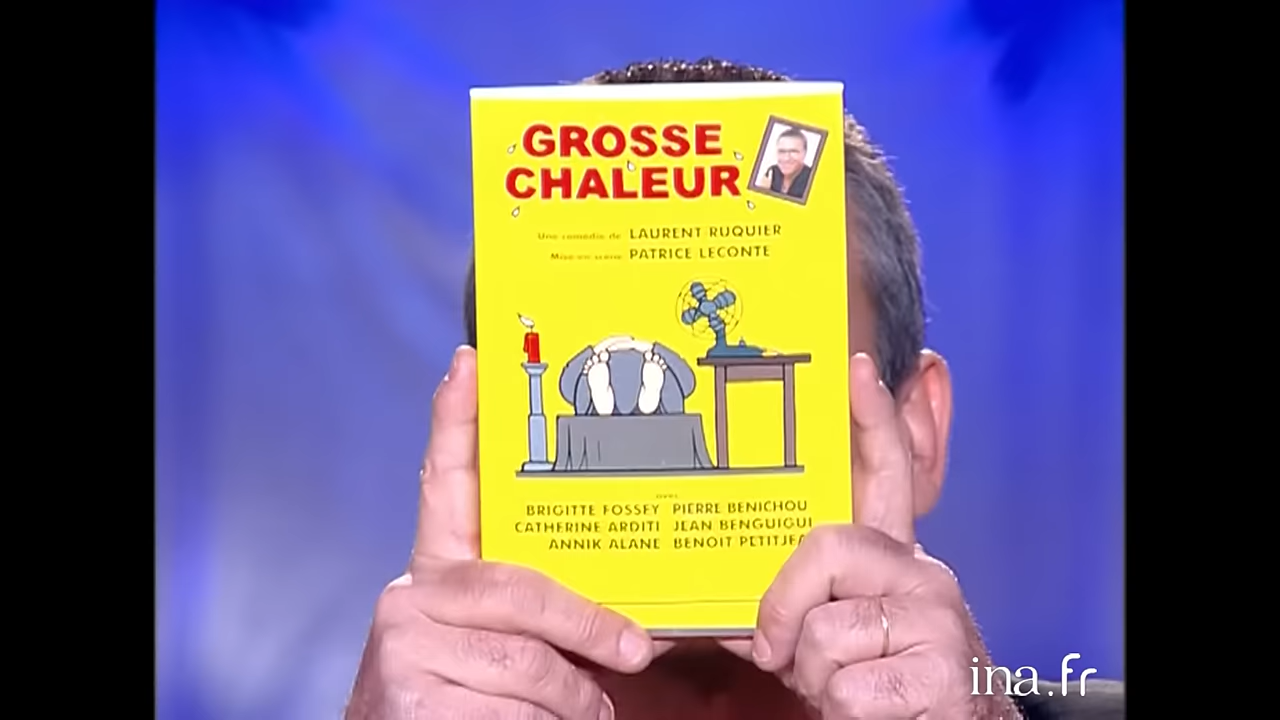 GROSSE
CHALEUR
Une comédie de LAURENT RUQUIER
Mise en scène PATRICE LECONTE
avec
BRIGITTE FOSSEY PIERRE BENICHOU
CATHERINE ARDITI JEAN BENGUIGUI
ANNIK ALANE BENOIT PETITJEA
ina.fr